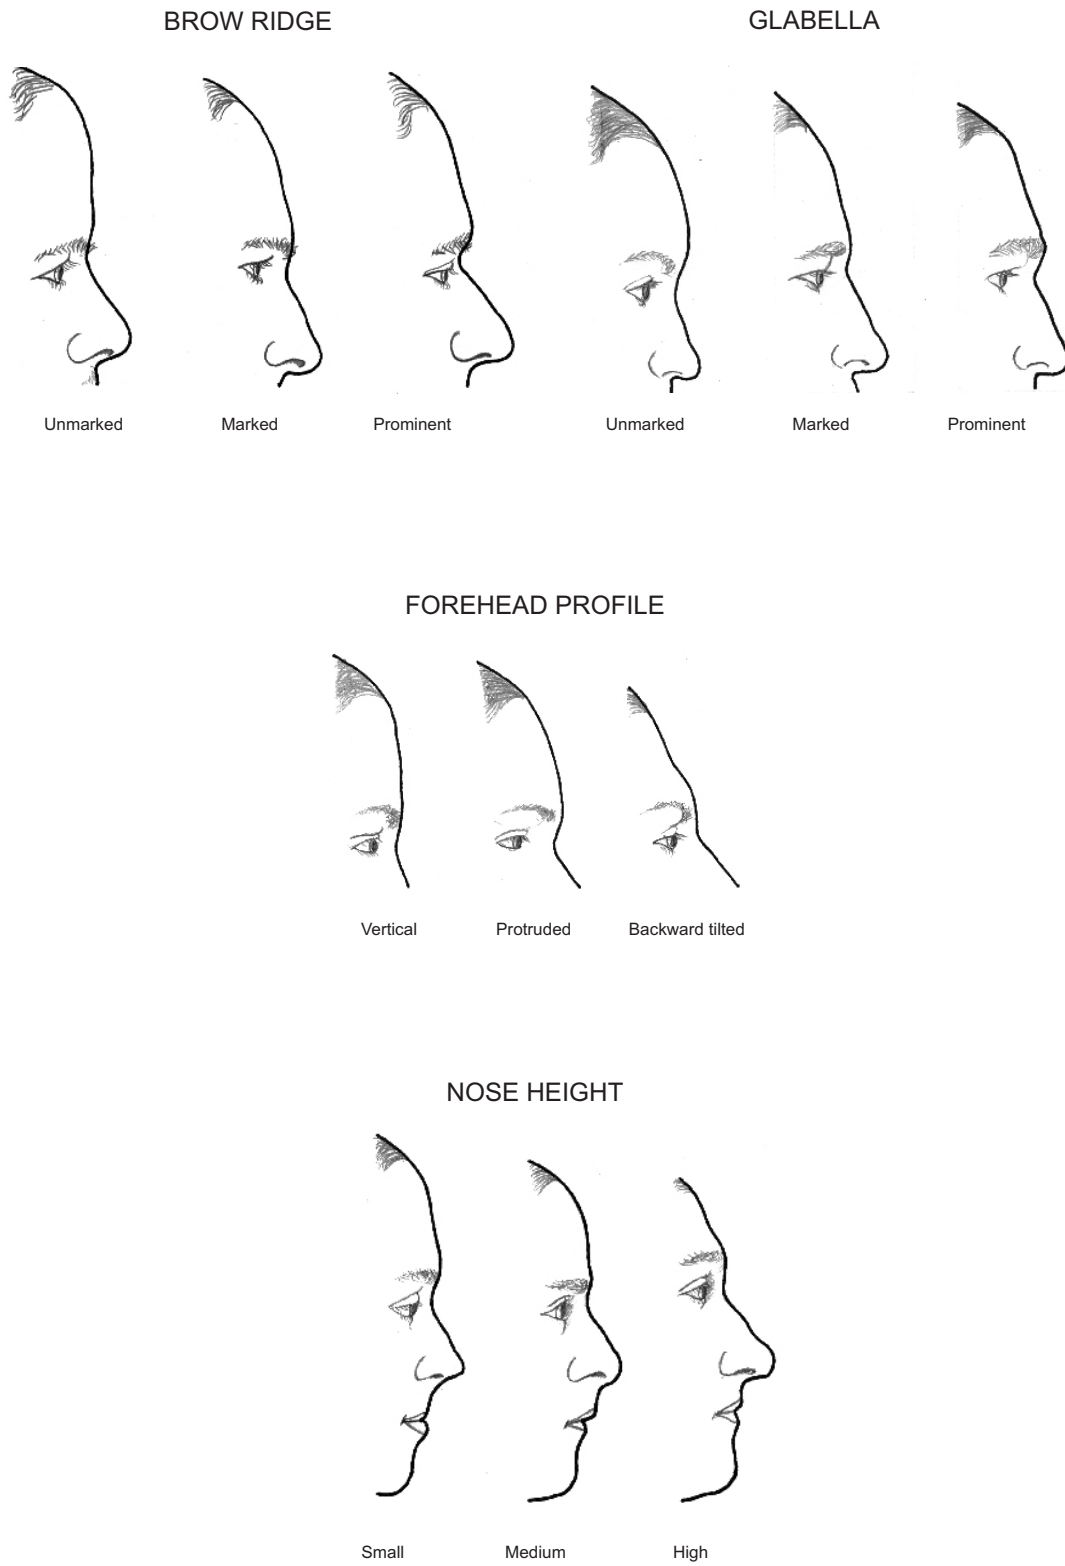 BROW RIDGE
GLABELLA
Unmarked
Marked
Prominent
Unmarked
Marked
Prominent
FOREHEAD PROFILE
Vertical
Protruded
Backward tilted
NOSE HEIGHT
Small
Medium
High